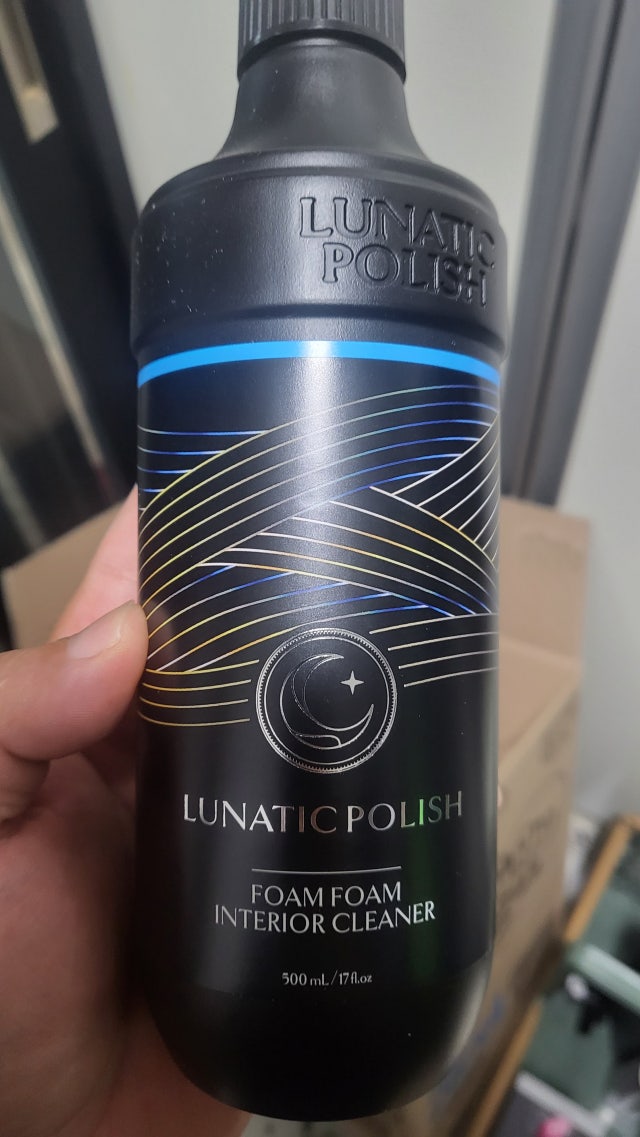 LUNATIC
POLISH
LUNATIC POLISH
FOAM FOAM
INTERIOR CLEANER
500 mL / 17 fl.oz